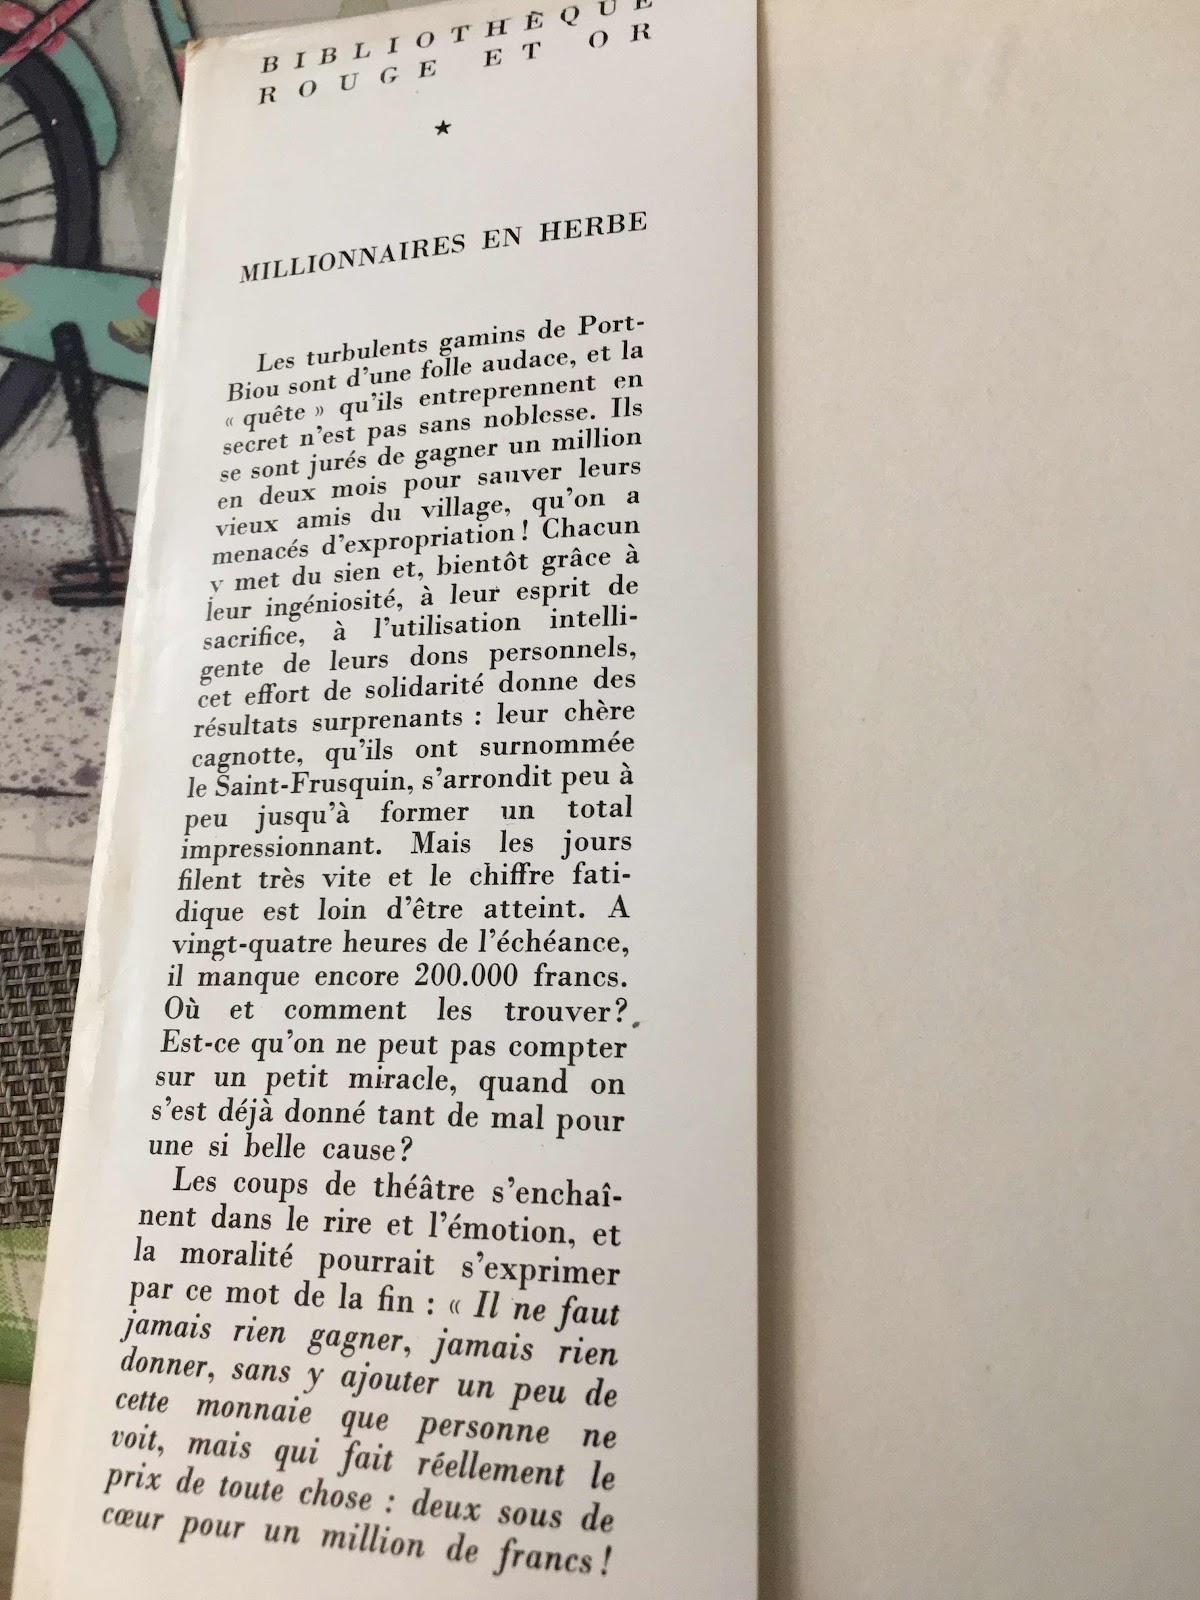 BIBLIOTHÈQUE
ROUGE ET OR
★
MILLIONNAIRES EN HERBE
Les turbulents gamins de Port-
Biou sont d'une folle audace, et la
« quête » qu'ils entreprennent en
secret n'est pas sans noblesse. Ils
se sont jurés de gagner un million
en deux mois pour sauver leurs
vieux amis du village, qu'on a
menacés d'expropriation ! Chacun
y met du sien et, bientôt grâce à
leur ingéniosité, à leur esprit de
sacrifice, à l'utilisation intelli-
gente de leurs dons personnels,
cet effort de solidarité donne des
résultats surprenants : leur chère
cagnotte, qu'ils ont surnommée
le Saint-Frusquin, s'arrondit peu à
peu jusqu'à former un total
impressionnant. Mais les jours
filent très vite et le chiffre fati-
dique est loin d'être atteint. A
vingt-quatre heures de l'échéance,
il manque encore 200.000 francs.
Où et comment les trouver?
Est-ce qu'on ne peut pas compter
sur un petit miracle, quand on
s'est déjà donné tant de mal pour
une si belle cause?
Les coups de théâtre s'enchaî-
nent dans le rire et l'émotion, et
la moralité pourrait s'exprimer
par ce mot de la fin : « Il ne faut
jamais rien gagner, jamais rien
donner, sans y ajouter un peu de
cette monnaie que personne ne
voit, mais qui fait réellement le
prix de toute chose : deux sous de
cœur pour un million de francs !